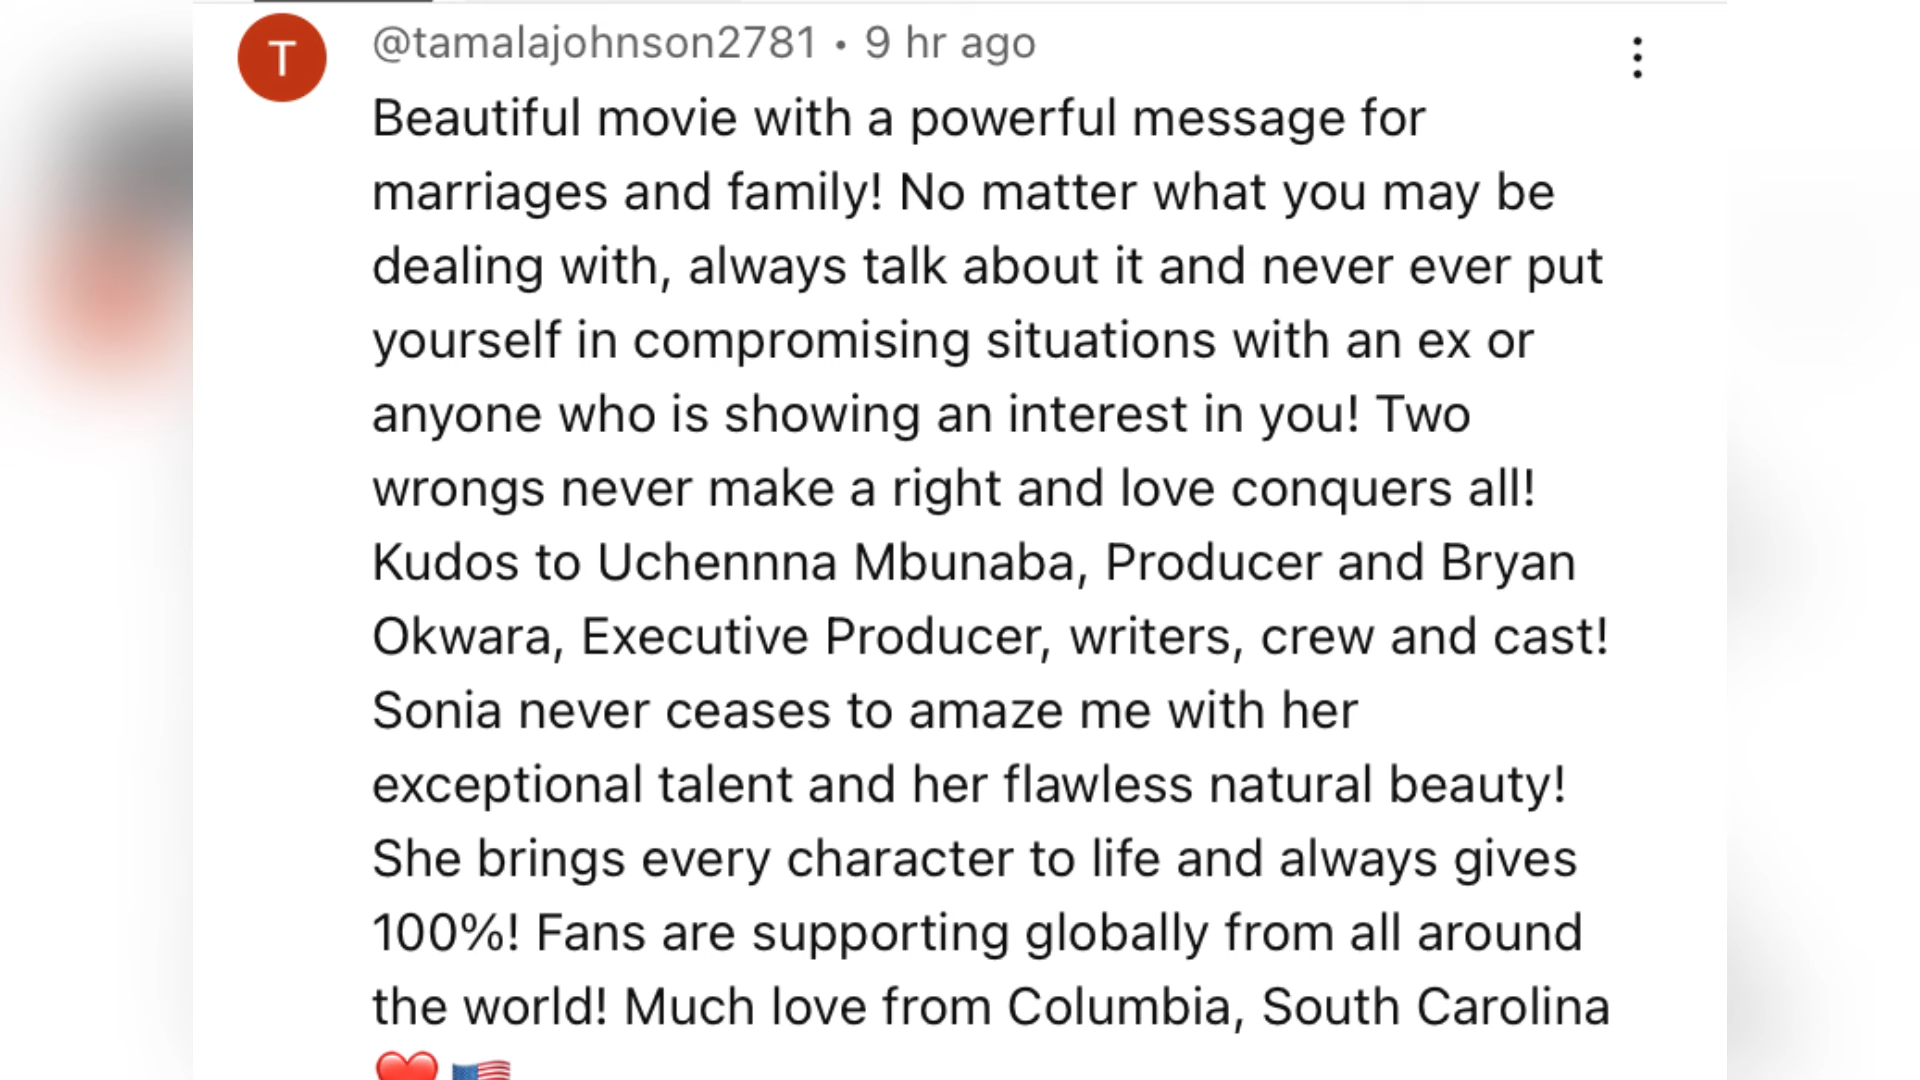 T
@tamalajohnson2781 • 9 hr ago
Beautiful movie with a powerful message for
marriages and family! No matter what you may be
dealing with, always talk about it and never ever put
yourself in compromising situations with an ex or
anyone who is showing an interest in you! Two
wrongs never make a right and love conquers all!
Kudos to Uchennna Mbunaba, Producer and Bryan
Okwara, Executive Producer, writers, crew and cast!
Sonia never ceases to amaze me with her
exceptional talent and her flawless natural beauty!
She brings every character to life and always gives
100%! Fans are supporting globally from all around
the world! Much love from Columbia, South Carolina
❤️🇺🇸